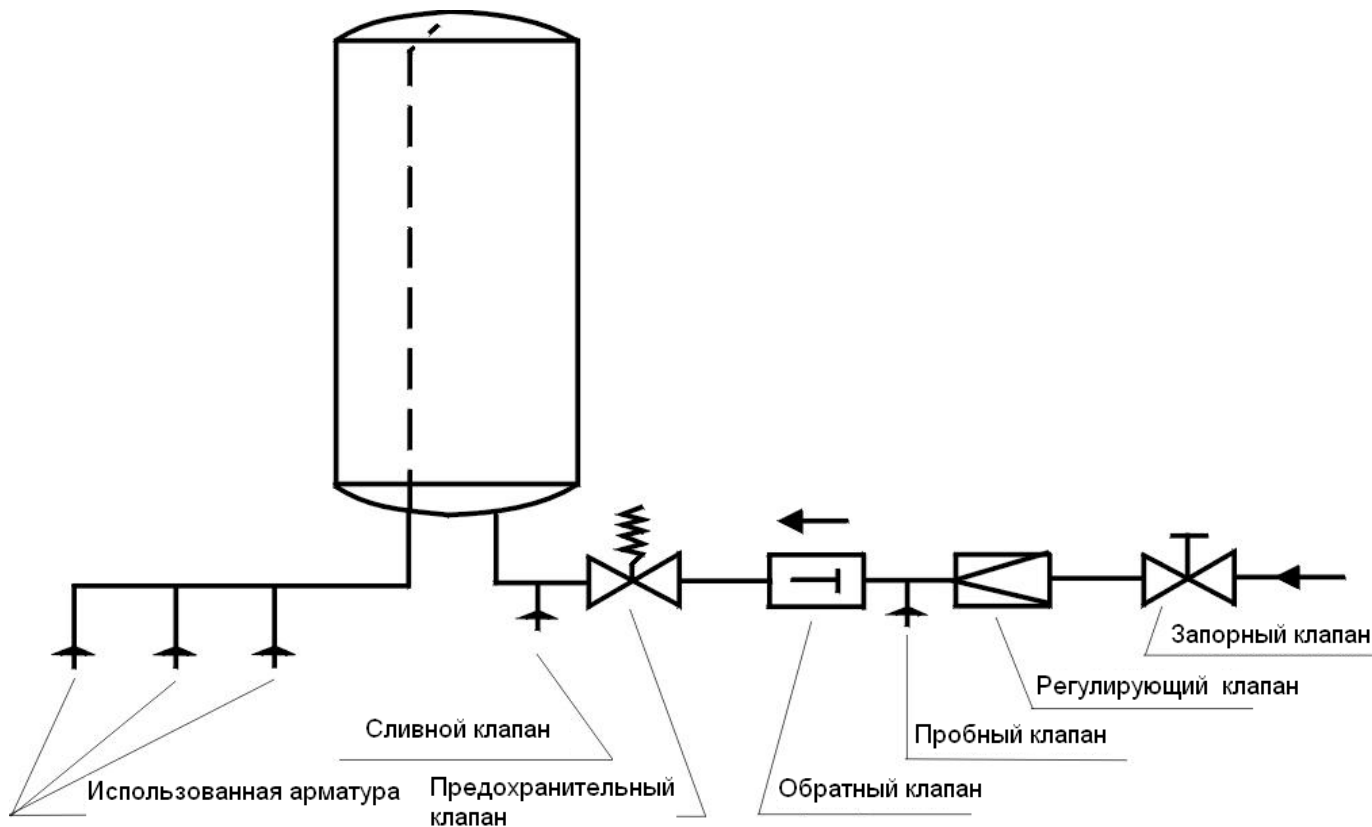 Запорный клапан
Регулирующий клапан
Пробный клапан
Сливной клапан
Обратный клапан
Предохранительный
клапан
Использованная арматура